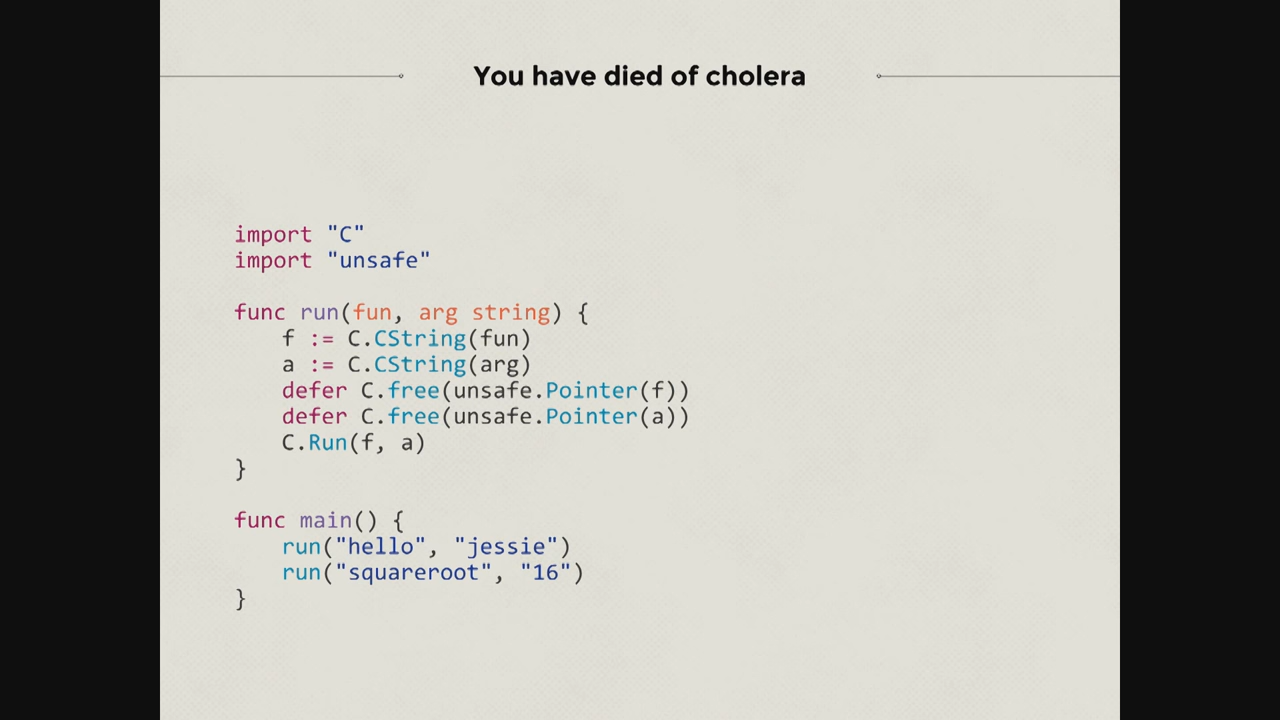 You have died of cholera
import "C"
import "unsafe"
func run(fun, arg string) {
f := C.CString(fun)
a := C.CString(arg)
defer C.free(unsafe.Pointer(f))
defer C.free(unsafe.Pointer(a))
C.Run(f, a)
}
func main() {
run("hello", "jessie")
run("squareroot", "16")
}